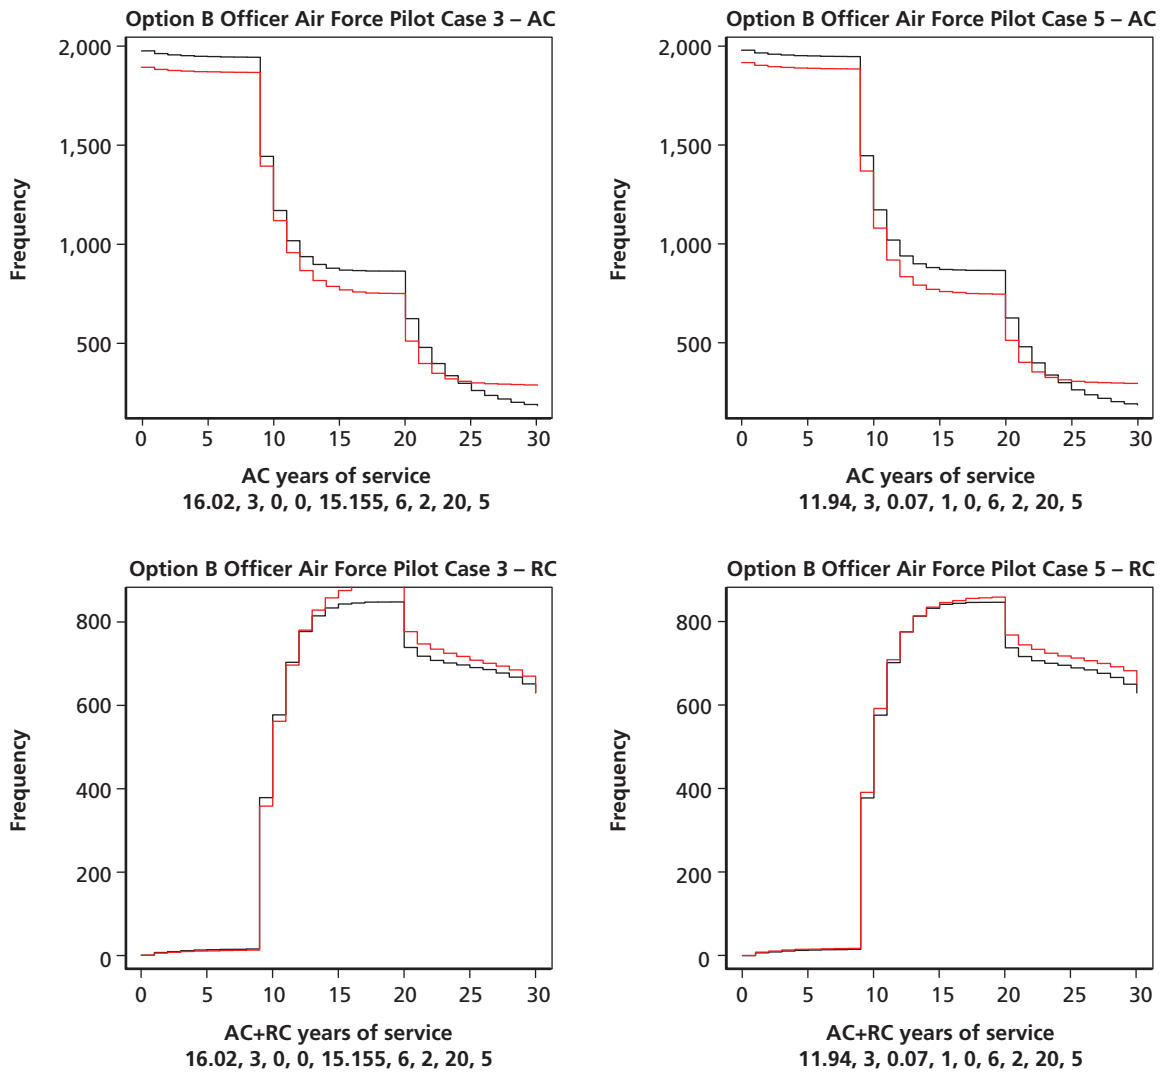 Option B Officer Air Force Pilot Case 3 – AC
2,000
1,500
1,000
500
Frequency
0 5 10 15 20 25 30
AC years of service
16.02, 3, 0, 0, 15.155, 6, 2, 20, 5
Option B Officer Air Force Pilot Case 5 – AC
2,000
1,500
1,000
500
Frequency
0 5 10 15 20 25 30
AC years of service
11.94, 3, 0.07, 1, 0, 6, 2, 20, 5
Option B Officer Air Force Pilot Case 3 – RC
800
600
400
200
0
Frequency
0 5 10 15 20 25 30
AC+RC years of service
16.02, 3, 0, 0, 15.155, 6, 2, 20, 5
Option B Officer Air Force Pilot Case 5 – RC
800
600
400
200
0
Frequency
0 5 10 15 20 25 30
AC+RC years of service
11.94, 3, 0.07, 1, 0, 6, 2, 20, 5